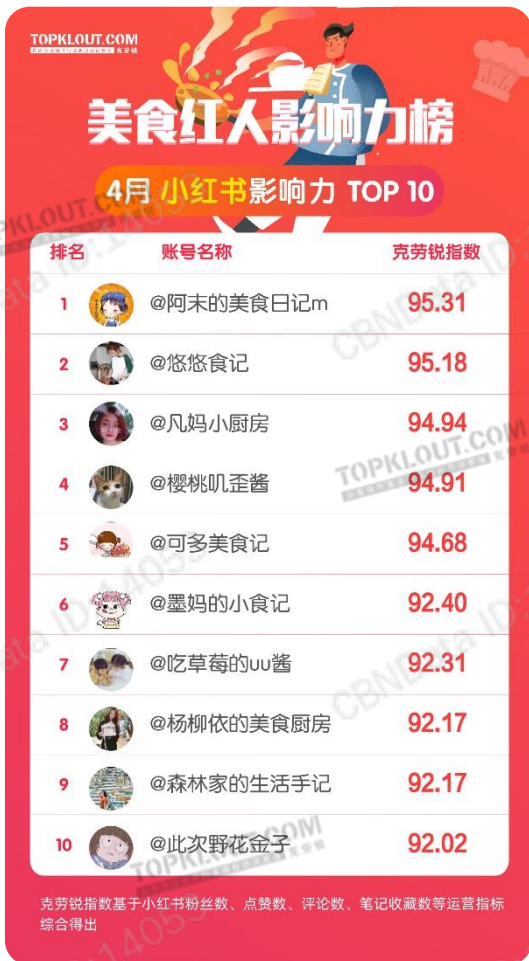 TOPKLOUT.COM
美食红人影响力榜
4月 小红书影响力 TOP 10
排名 账号名称 克劳锐指数
1 @阿末的美食日记m 95.31
2 @悠悠食记 95.18
3 @凡妈小厨房 94.94
4 @樱桃叽歪酱 94.91
5 @可多美食记 94.68
6 @墨妈的小食记 92.40
7 @吃草莓的uu酱 92.31
8 @杨柳依的美食厨房 92.17
9 @森林家的生活手记 92.17
10 @此次野花金子 92.02
克劳锐指数基于小红书粉丝数、点赞数、评论数、笔记收藏数等运营指标
综合得出